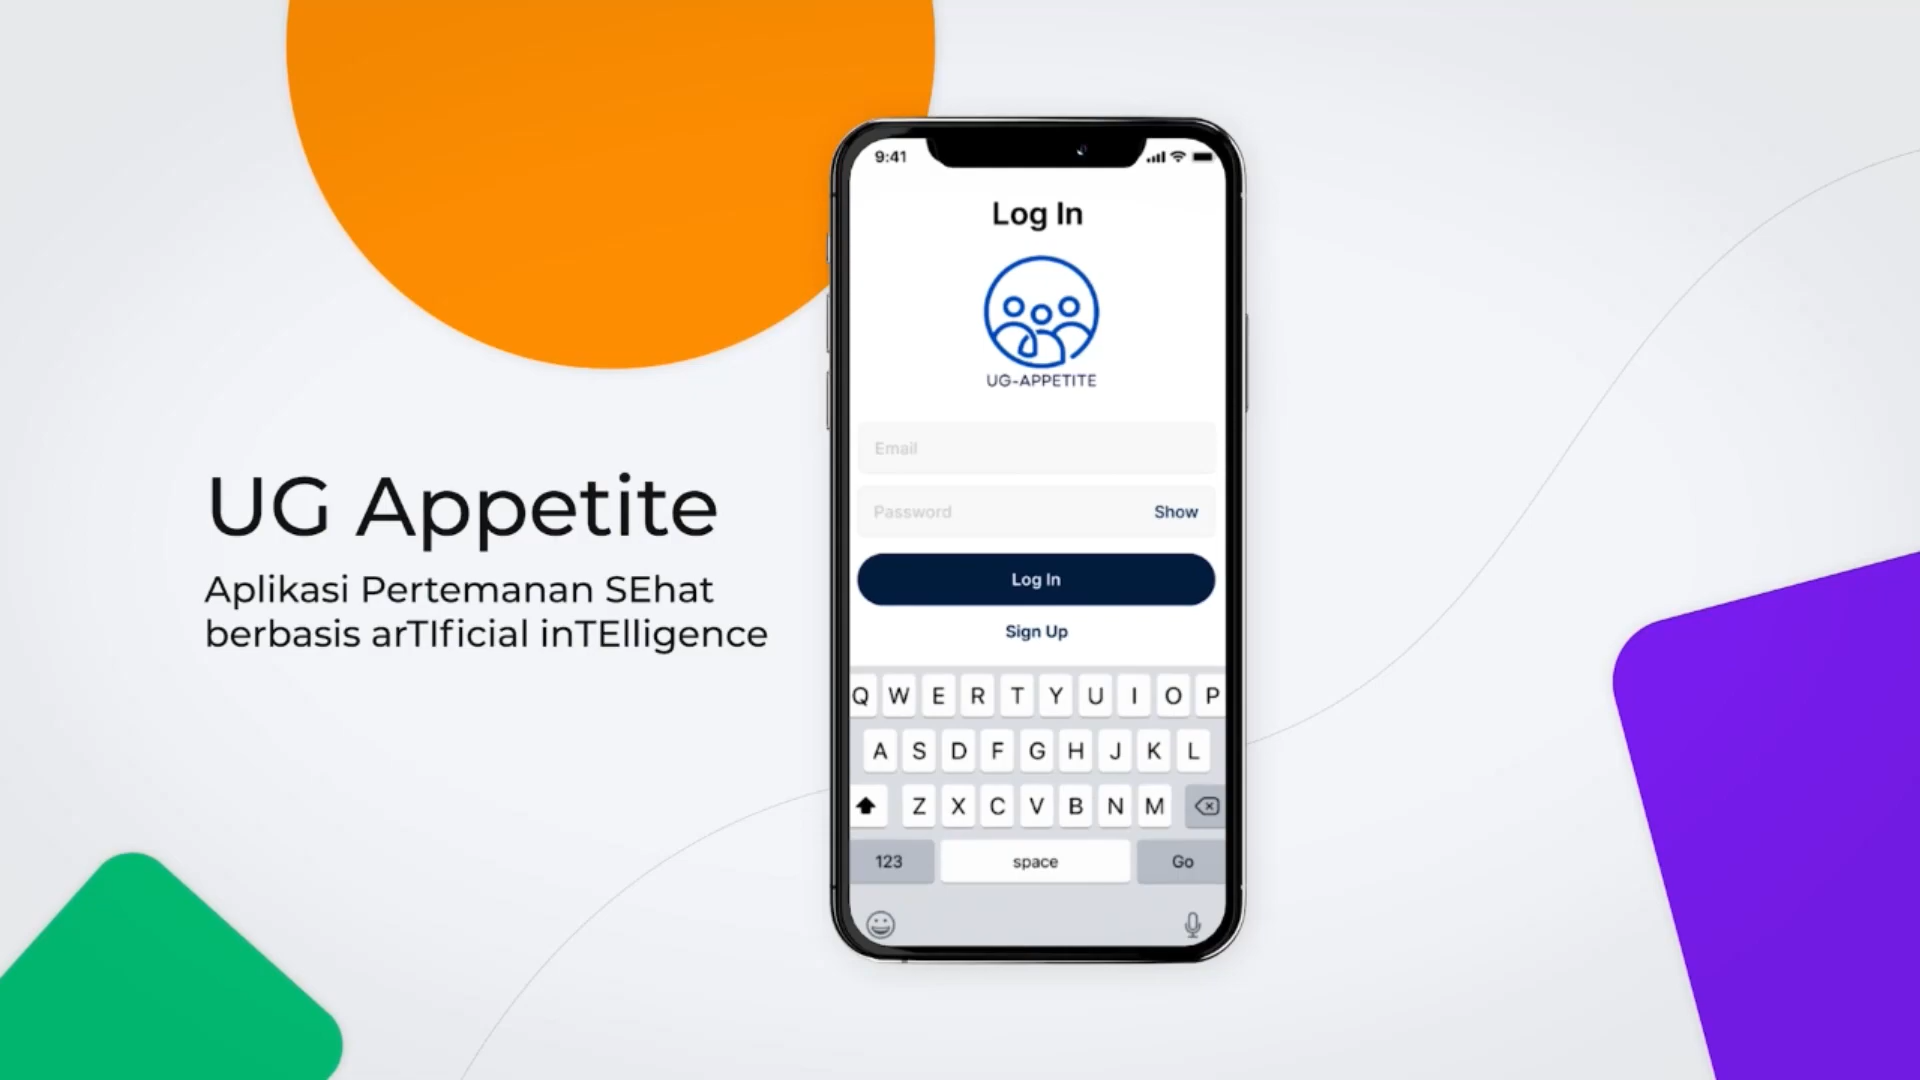 UG Appetite
Aplikasi Pertemanan SEhat
berbasis arTIficial inTElligence
9:41
Log In
UG-APPETITE
Email
Password Show
Log In
Sign Up
Q W E R T Y U I O P
A S D F G H J K L
Z X C V B N M
123 space Go